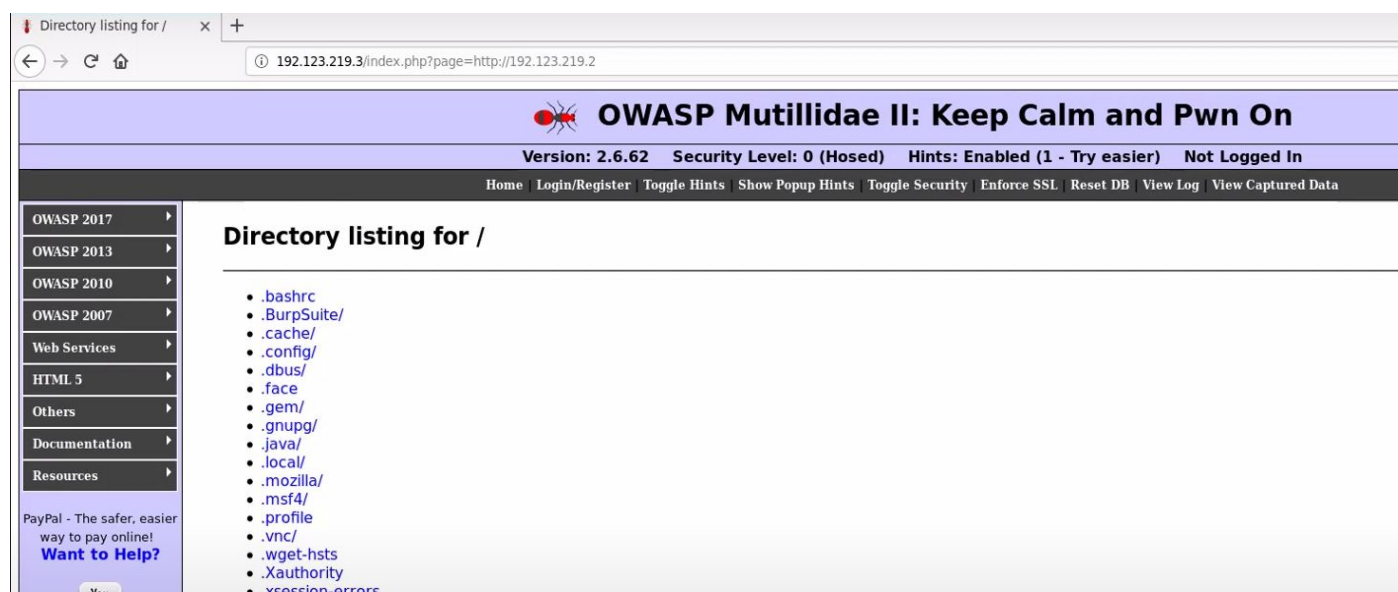 Directory listing for /
192.123.219.3/index.php?page=http://192.123.219.2
OWASP Mutillidae II: Keep Calm and Pwn On
Version: 2.6.62 Security Level: 0 (Hosed) Hints: Enabled (1 - Try easier) Not Logged In
Home | Login/Register | Toggle Hints | Show Popup Hints | Toggle Security | Enforce SSL | Reset DB | View Log | View Captured Data
OWASP 2017
OWASP 2013
OWASP 2010
OWASP 2007
Web Services
HTML 5
Others
Documentation
Resources
PayPal - The safer, easier
way to pay online!
Want to Help?
Directory listing for /
.bashrc
.BurpSuite/
.cache/
.config/
.dbus/
.face
.gem/
.gnupg/
.java/
.local/
.mozilla/
.msf4/
.profile
.vnc/
.wget-hsts
.Xauthority
.xsession-errors